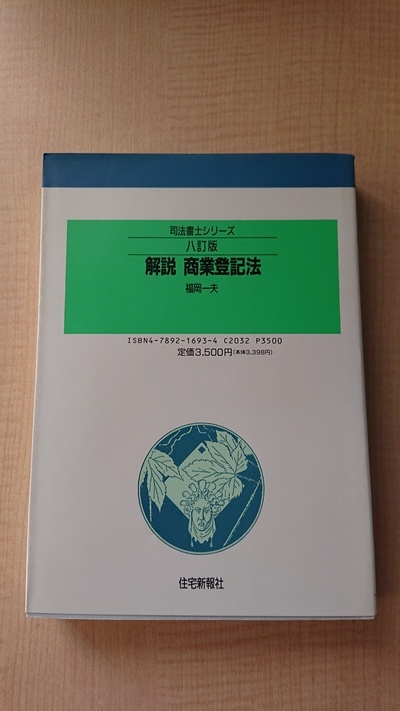 司法書士シリーズ
八訂版
解説 商業登記法
福岡一夫
ISBN4-7892-1693-4 C2032 P3500
定価3.500円(本体3.398円)
住宅新報社